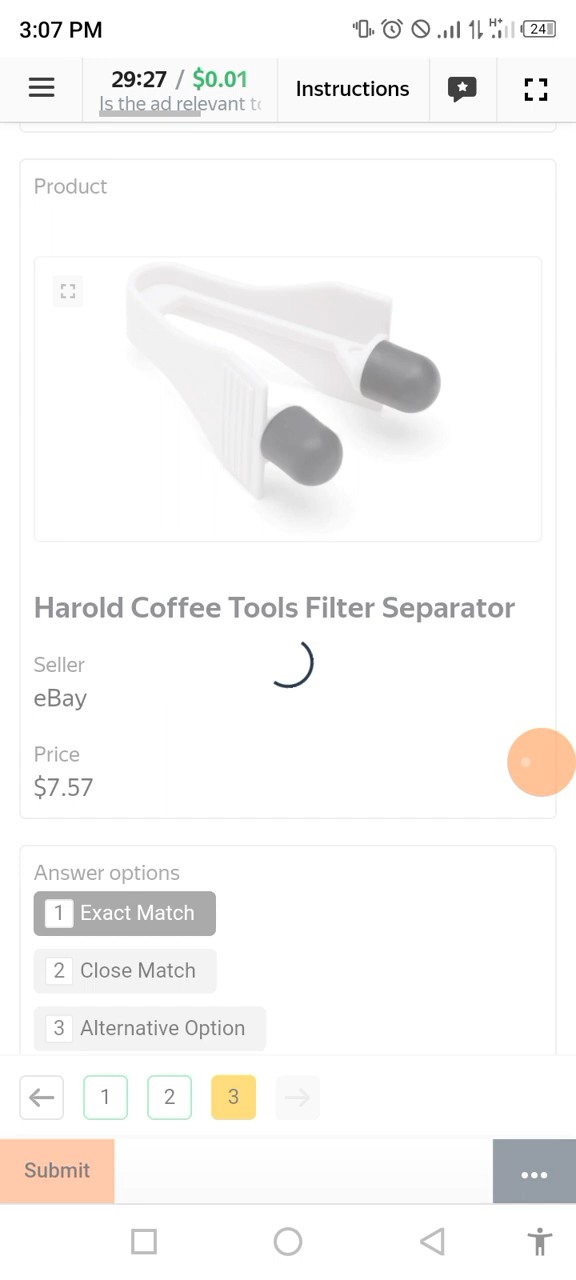 3:07 PM
H+
24
29:27 / $0.01
Is the ad relevant to
Instructions
Product
Harold Coffee Tools Filter Separator
Seller
eBay
Price
$7.57
Answer options
1 Exact Match
2 Close Match
3 Alternative Option
1 2 3
Submit